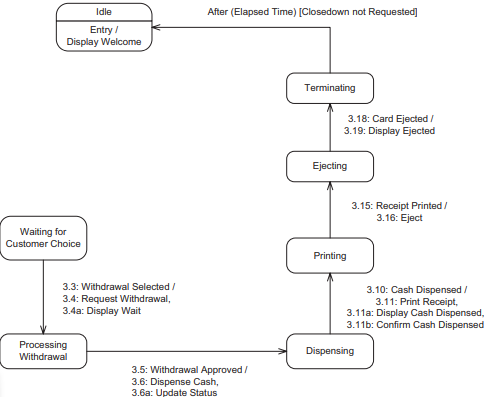 Idle
Entry /
Display Welcome
After (Elapsed Time) [Closedown not Requested]
Terminating
3.18: Card Ejected /
3.19: Display Ejected
Ejecting
3.15: Receipt Printed /
3.16: Eject
Waiting for
Customer Choice
Printing
3.3: Withdrawal Selected /
3.4: Request Withdrawal,
3.4a: Display Wait
3.10: Cash Dispensed /
3.11: Print Receipt,
3.11a: Display Cash Dispensed,
3.11b: Confirm Cash Dispensed
Processing
Withdrawal
Dispensing
3.5: Withdrawal Approved /
3.6: Dispense Cash,
3.6a: Update Status